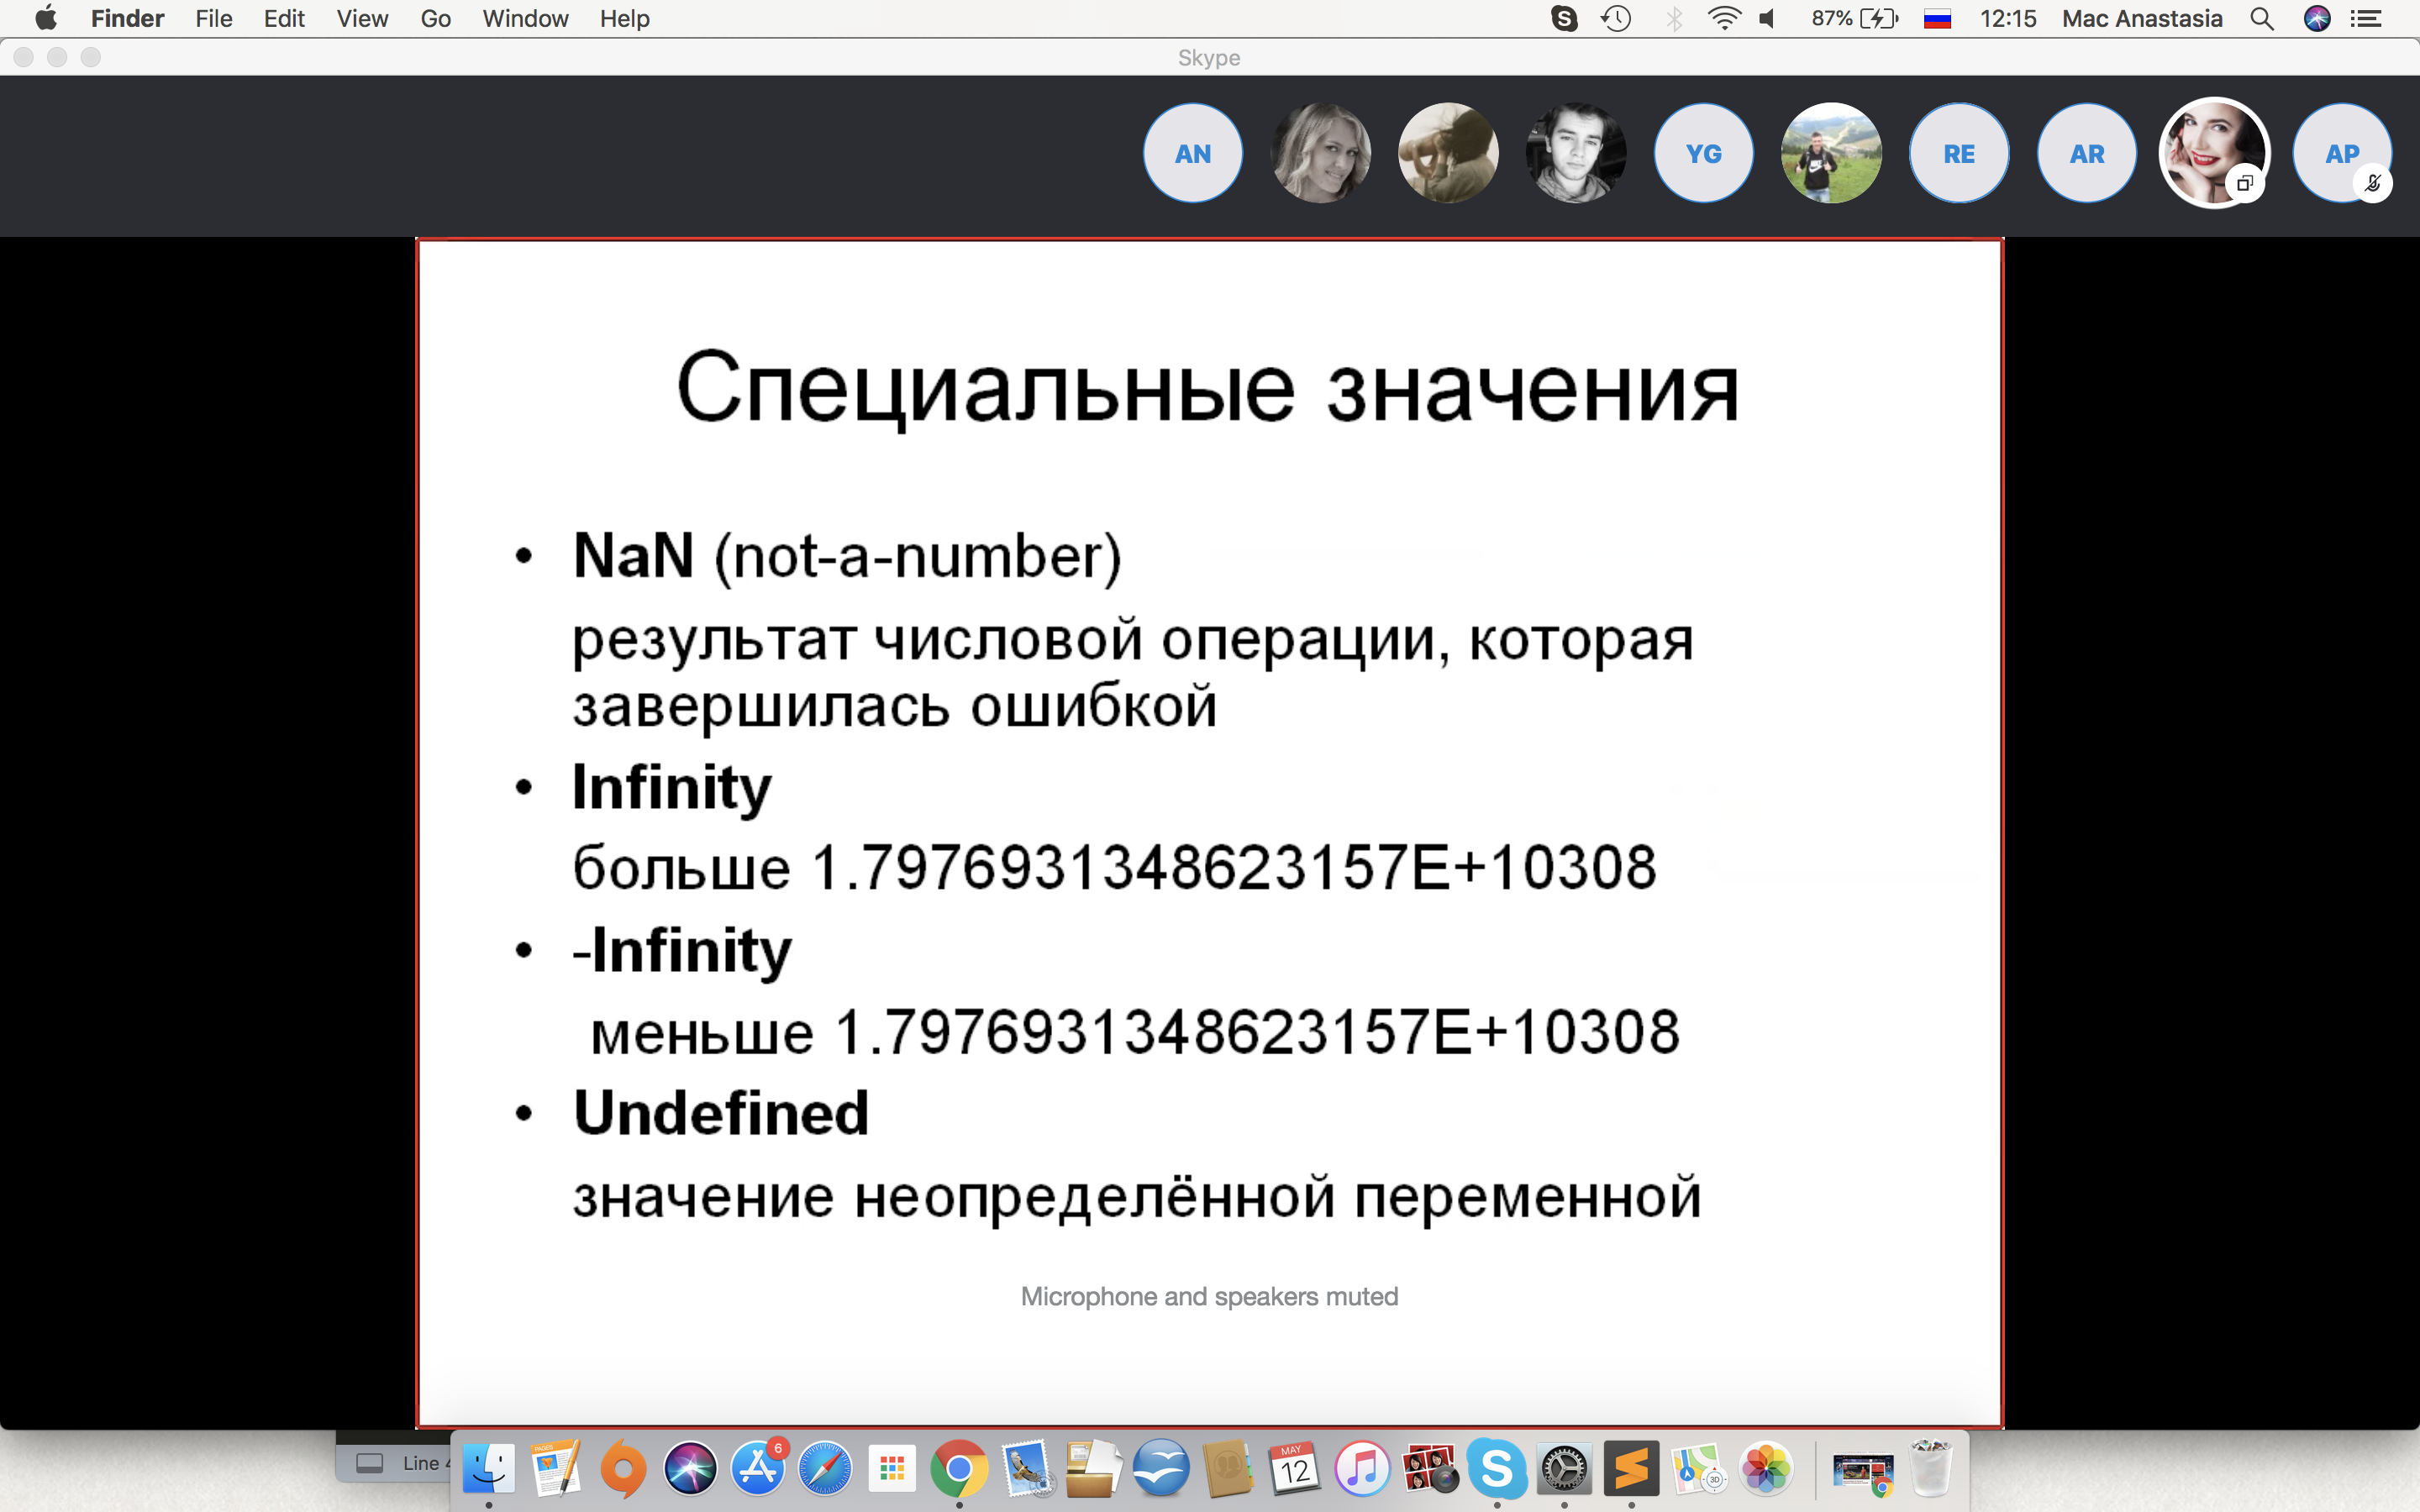 Finder File Edit View Go Window Help 87% 12:15 Mac Anastasia
Skype
AN YG RE AR AP
Специальные значения
• NaN (not-a-number)
результат числовой операции, которая
завершилась ошибкой
• Infinity
больше 1.7976931348623157E+10308
• -Infinity
меньше 1.7976931348623157E+10308
• Undefined
значение неопределённой переменной
Microphone and speakers muted
Line
PAGES
6
MAY
12
3D